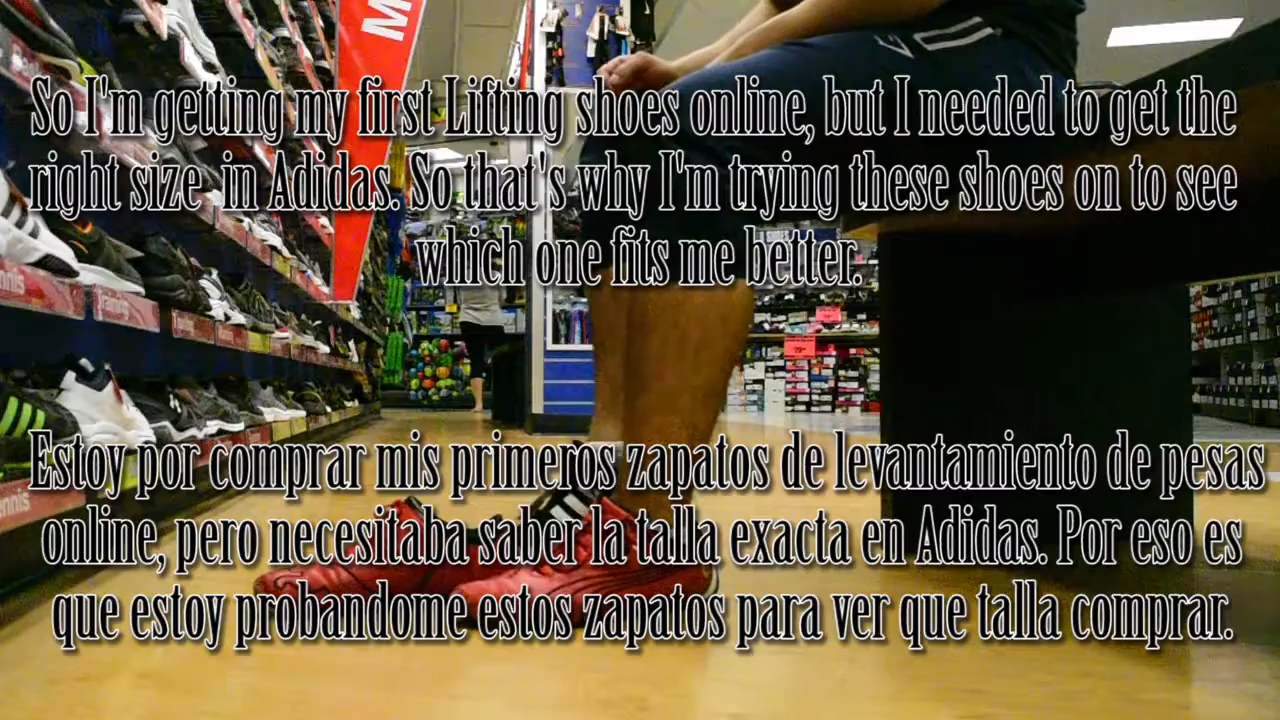 So I'm getting my first Lifting shoes online, but I needed to get the
right size in Adidas. So that's why I'm trying these shoes on to see
which one fits me better.
Estoy por comprar mis primeros zapatos de levantamiento de pesas
online, pero necesitaba saber la talla exacta en Adidas. Por eso es
que estoy probandome estos zapatos para ver que talla comprar.
M